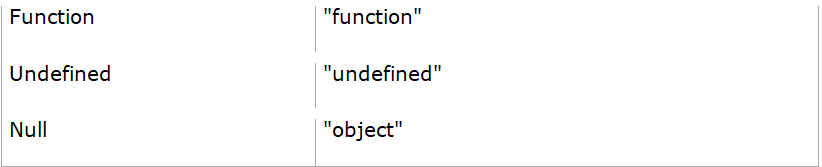 Function "function"
Undefined "undefined"
Null "object"